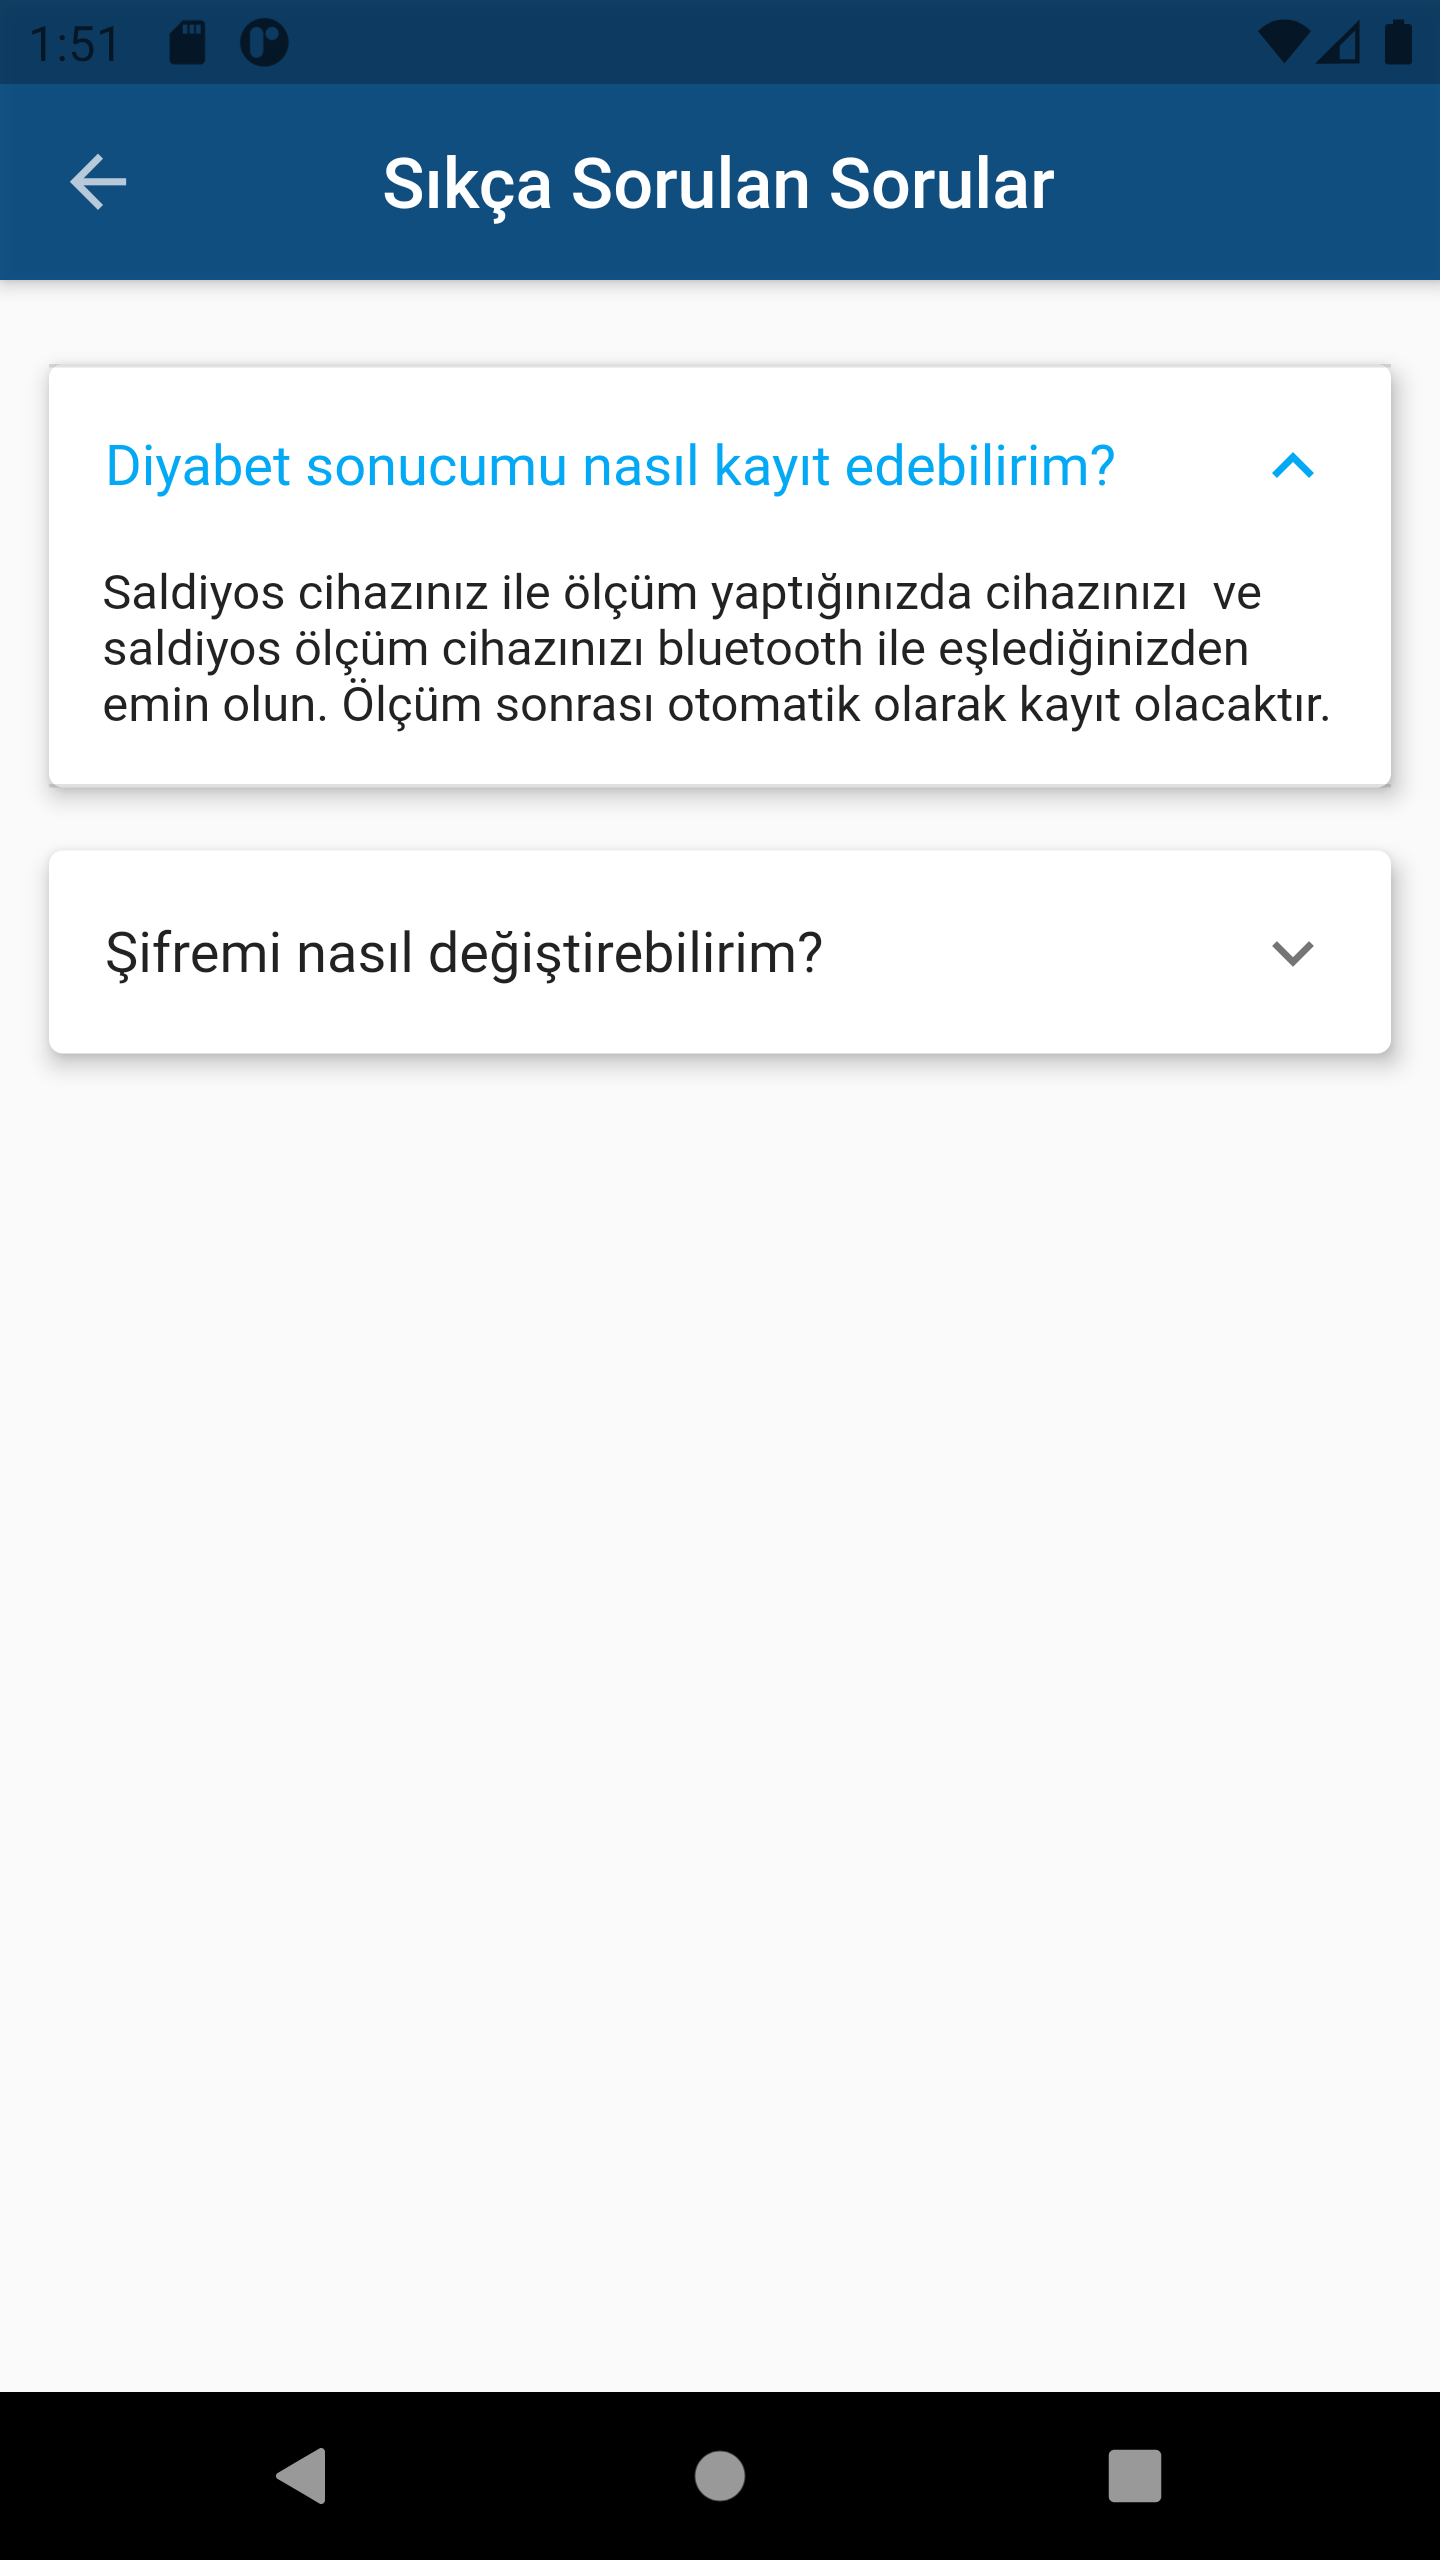 1:51
Sıkça Sorulan Sorular
Diyabet sonucumu nasıl kayıt edebilirim?
Saldiyos cihazınız ile ölçüm yaptığınızda cihazınızı  ve
saldiyos ölçüm cihazınızı bluetooth ile eşlediğinizden
emin olun. Ölçüm sonrası otomatik olarak kayıt olacaktır.
Şifremi nasıl değiştirebilirim?